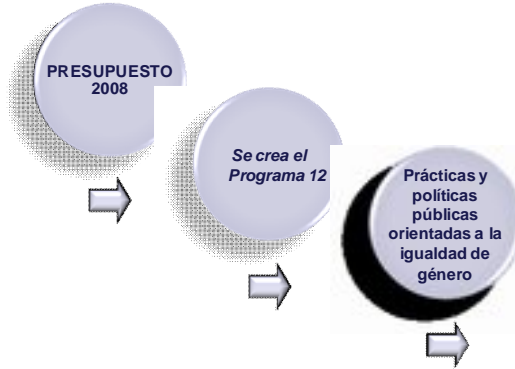 PRESUPUESTO
2008
Se crea el
Programa 12
Prácticas y
políticas
públicas
orientadas a la
igualdad de
género